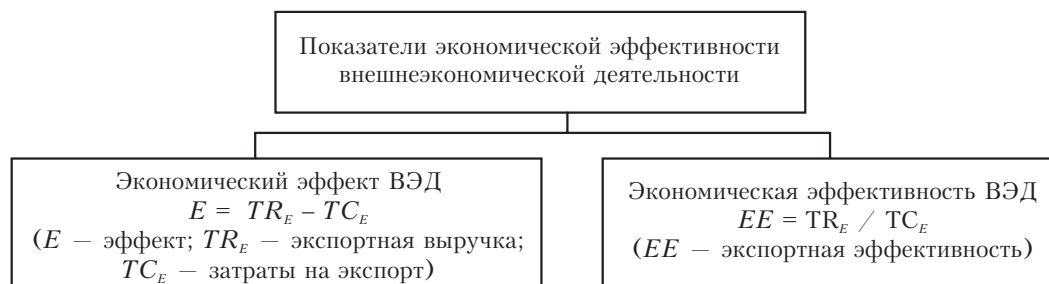 Показатели экономической эффективности
внешнеэкономической деятельности
Экономический эффект ВЭД
E = TR_E – TC_E
(E — эффект; TR_E — экспортная выручка;
TC_E — затраты на экспорт)
Экономическая эффективность ВЭД
EE = TR_E / TC_E
(EE — экспортная эффективность)